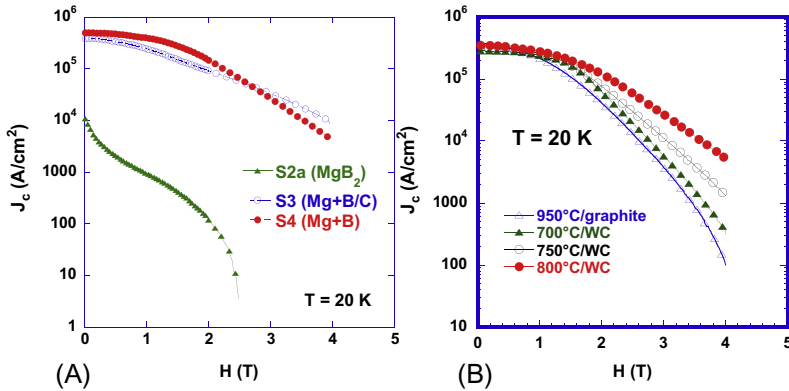 10⁶
10⁵
10⁴
1000
100
10
1
J_c (A/cm²)
S2a (MgB₂)
S3 (Mg+B/C)
S4 (Mg+B)
T = 20 K
0 1 2 3 4 5
(A) H (T)
10⁶
10⁵
10⁴
1000
100
10
J_c (A/cm²)
T = 20 K
950°C/graphite
700°C/WC
750°C/WC
800°C/WC
0 1 2 3 4 5
(B) H (T)